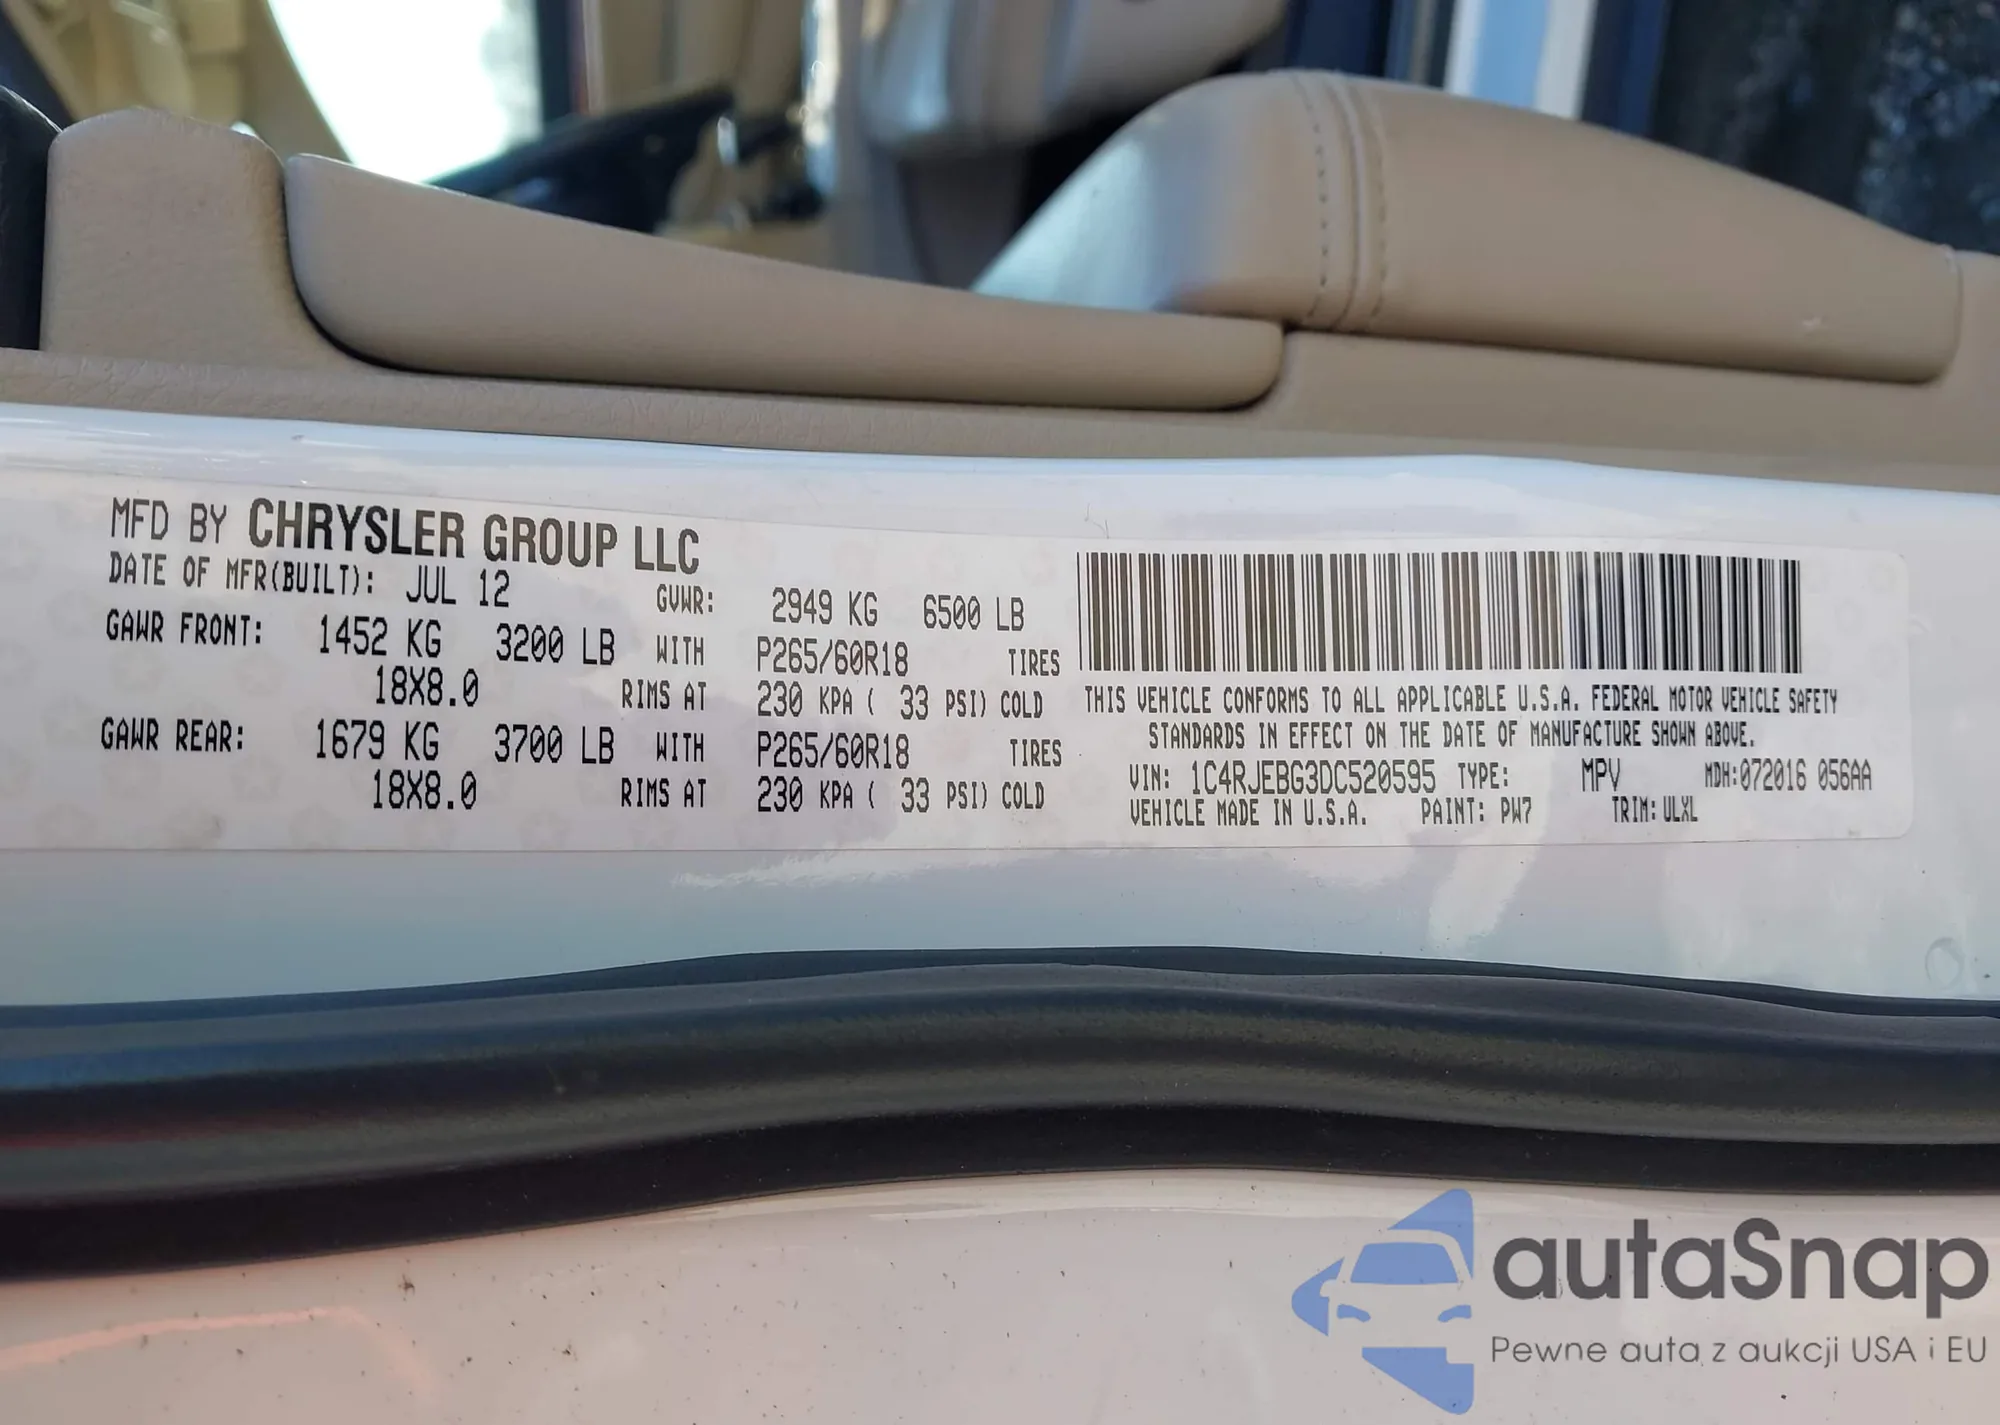 MFD BY CHRYSLER GROUP LLC
DATE OF MFR(BUILT): JUL 12 GVWR: 2949 KG 6500 LB
GAWR FRONT: 1452 KG 3200 LB WITH P265/60R18 TIRES
18X8.0 RIMS AT 230 KPA ( 33 PSI) COLD
GAWR REAR: 1679 KG 3700 LB WITH P265/60R18 TIRES
18X8.0 RIMS AT 230 KPA ( 33 PSI) COLD
THIS VEHICLE CONFORMS TO ALL APPLICABLE U.S.A. FEDERAL MOTOR VEHICLE SAFETY
STANDARDS IN EFFECT ON THE DATE OF MANUFACTURE SHOWN ABOVE.
VIN: 1C4RJEBG3DC520595 TYPE: MPV MDH:072016 056AA
VEHICLE MADE IN U.S.A. PAINT: PW7 TRIM: ULXL
autaSnap
Pewne auta z aukcji USA i EU